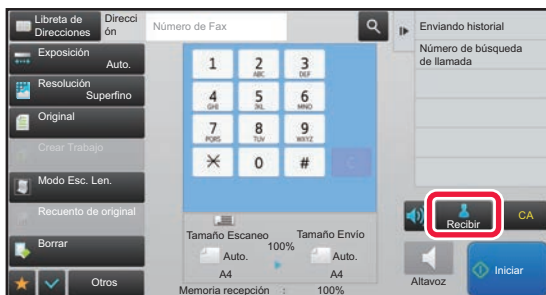 Libreta de
Direcciones
Direcci
ón
Número de Fax
Exposición
Auto.
Resolución
Superfino
Original
Crear Trabajo
Modo Esc. Len.
Recuento de original
Borrar
Otros
1
2
ABC
3
DEF
4
GHI
5
JKL
6
MNO
7
PQRS
8
TUV
9
WXYZ
0
#
C
Tamaño Escaneo
100%
Tamaño Envío
Auto.
Auto.
A4
A4
Memoria recepción : 100%
Enviando historial
Número de búsqueda
de llamada
Recibir
CA
Altavoz
Iniciar